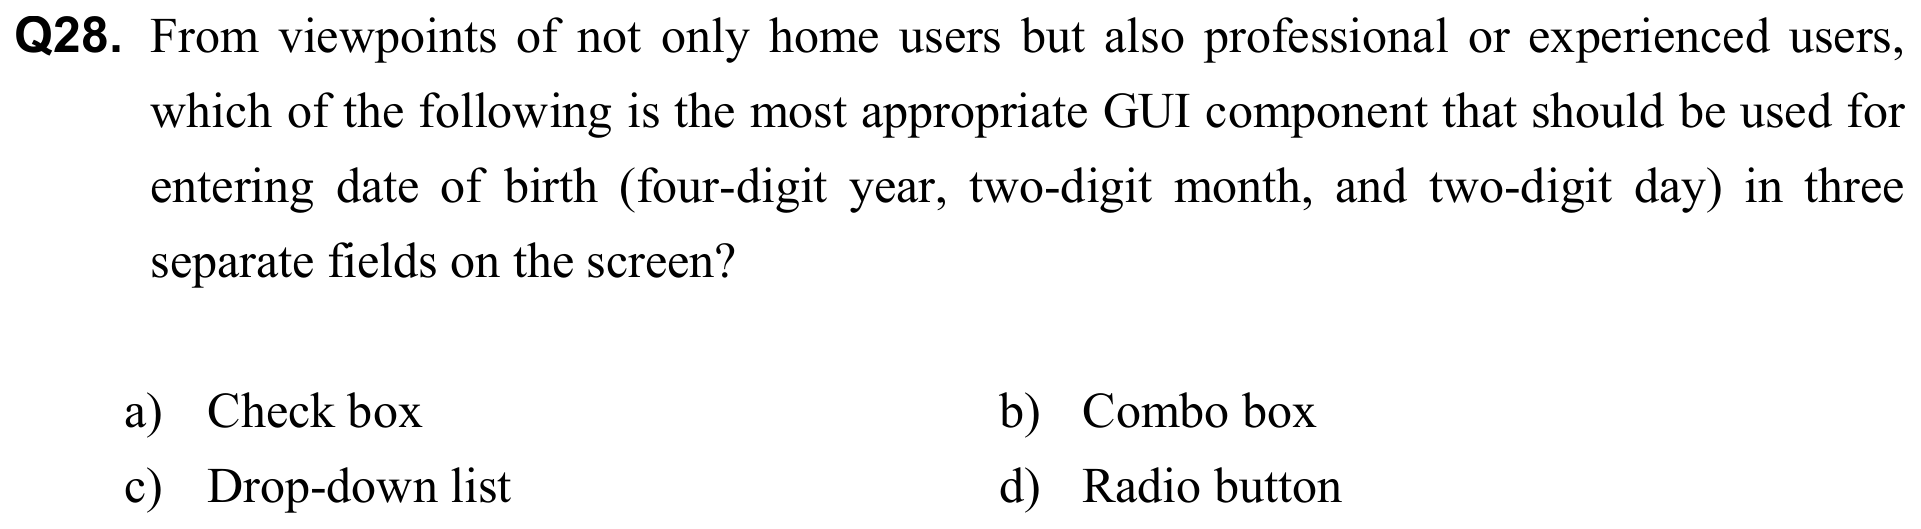 Q28. From viewpoints of not only home users but also professional or experienced users,
which of the following is the most appropriate GUI component that should be used for
entering date of birth (four-digit year, two-digit month, and two-digit day) in three
separate fields on the screen?
a) Check box b) Combo box
c) Drop-down list d) Radio button